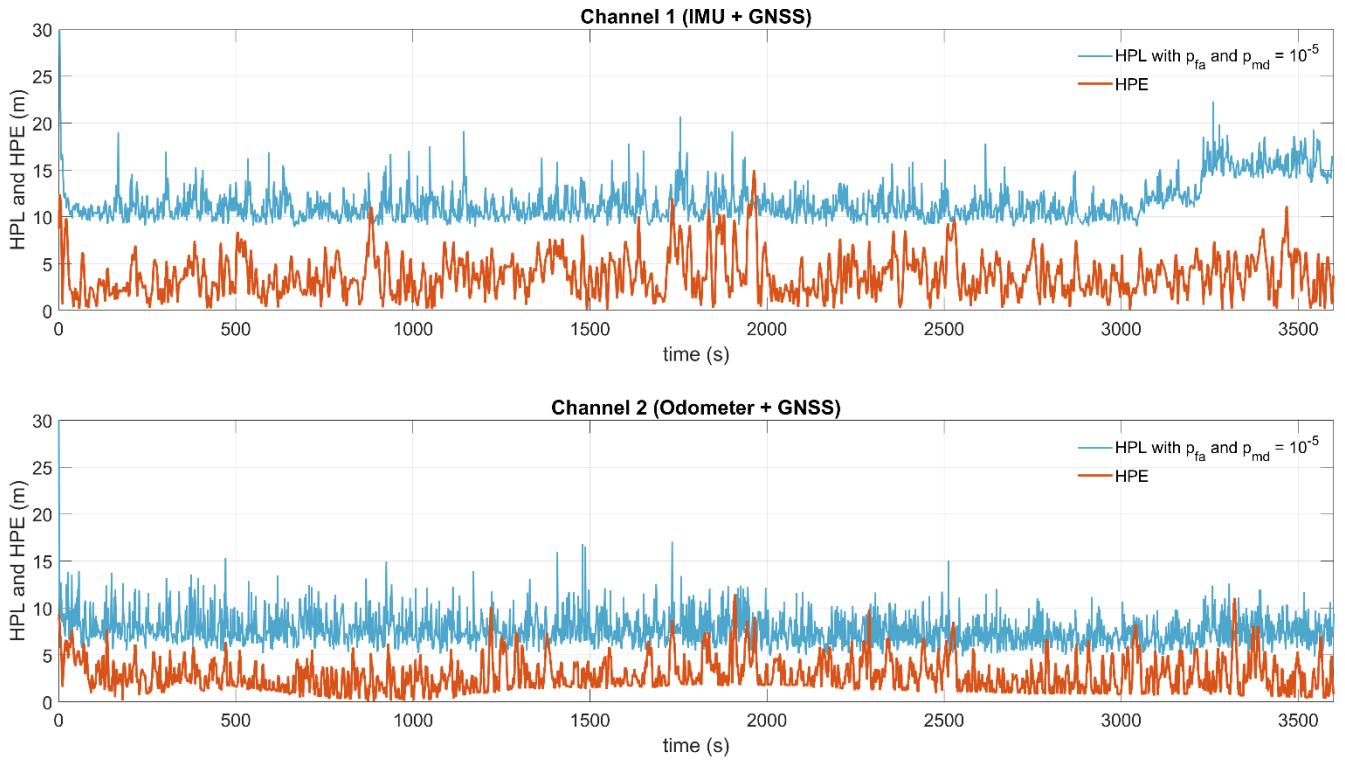 Channel 1 (IMU + GNSS)
HPL and HPE (m)
30
25
20
15
10
5
0
HPL with p_fa and p_md = 10^-5
HPE
0 500 1000 1500 2000 2500 3000 3500
time (s)
Channel 2 (Odometer + GNSS)
HPL and HPE (m)
30
25
20
15
10
5
0
HPL with p_fa and p_md = 10^-5
HPE
0 500 1000 1500 2000 2500 3000 3500
time (s)